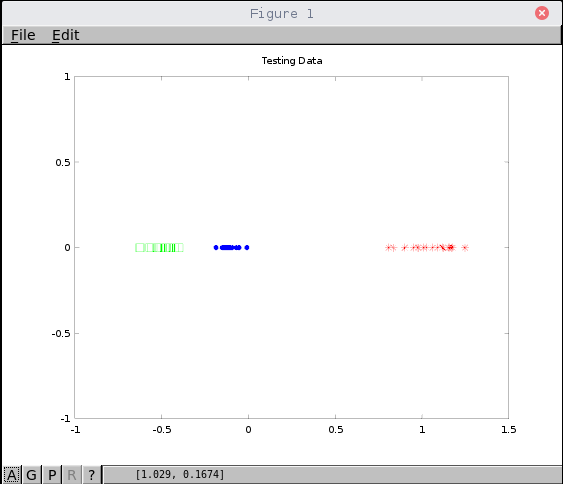 Figure 1
File Edit
Testing Data
1
0.5
0
-0.5
-1
-1 -0.5 0 0.5 1 1.5
A G P R ? [1.029, 0.1674]